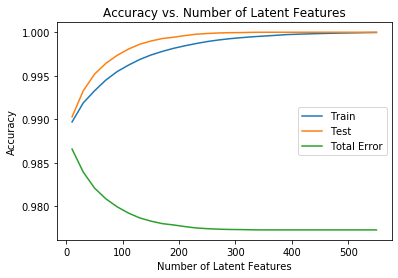 Accuracy vs. Number of Latent Features
1.000
0.995
0.990
0.985
0.980
Accuracy
Train
Test
Total Error
0 100 200 300 400 500
Number of Latent Features